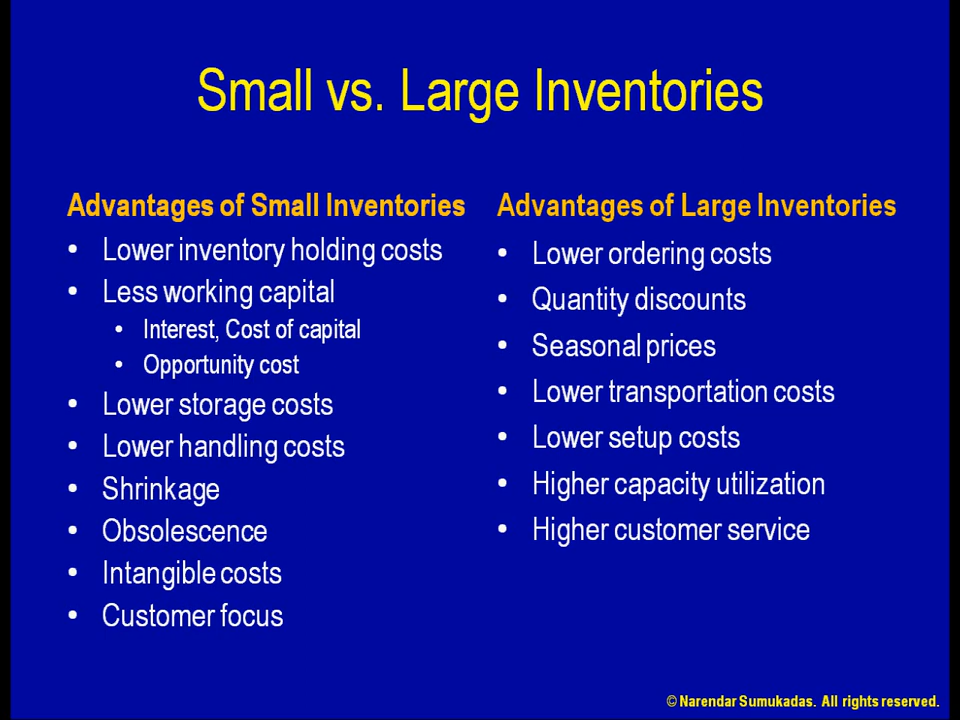 Small vs. Large Inventories
Advantages of Small Inventories
• Lower inventory holding costs
• Less working capital
• Interest, Cost of capital
• Opportunity cost
• Lower storage costs
• Lower handling costs
• Shrinkage
• Obsolescence
• Intangible costs
• Customer focus
Advantages of Large Inventories
• Lower ordering costs
• Quantity discounts
• Seasonal prices
• Lower transportation costs
• Lower setup costs
• Higher capacity utilization
• Higher customer service
© Narendar Sumukadas. All rights reserved.